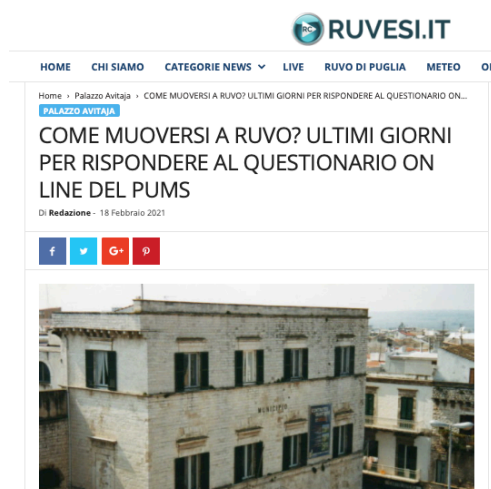 RC RUVESI.IT
HOME CHI SIAMO CATEGORIE NEWS LIVE RUVO DI PUGLIA METEO
Home › Palazzo Avitaja › COME MUOVERSI A RUVO? ULTIMI GIORNI PER RISPONDERE AL QUESTIONARIO ON...
PALAZZO AVITAJA
COME MUOVERSI A RUVO? ULTIMI GIORNI
PER RISPONDERE AL QUESTIONARIO ON
LINE DEL PUMS
Di Redazione - 18 Febbraio 2021
f G+
MUNICIPIO